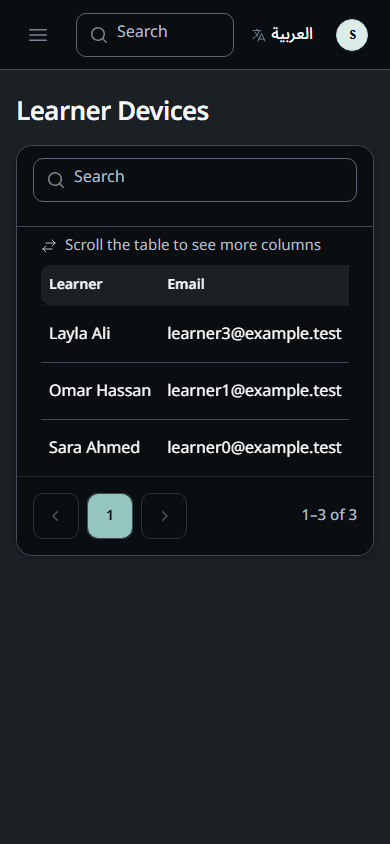 Search
العربية
S
Learner Devices
Search
Scroll the table to see more columns
Learner Email
Layla Ali learner3@example.test
Omar Hassan learner1@example.test
Sara Ahmed learner0@example.test
1
1–3 of 3